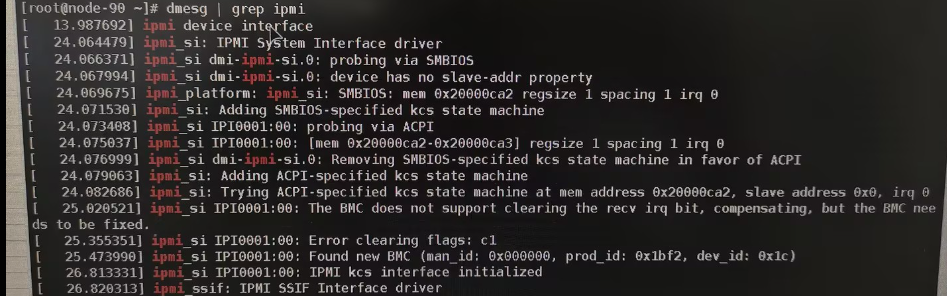 [root@node-90 ~]# dmesg | grep ipmi
[   13.987692] ipmi device interface
[   24.064479] ipmi_si: IPMI System Interface driver
[   24.066371] ipmi_si dmi-ipmi-si.0: probing via SMBIOS
[   24.067994] ipmi_si dmi-ipmi-si.0: device has no slave-addr property
[   24.069675] ipmi_platform: ipmi_si: SMBIOS: mem 0x20000ca2 regsize 1 spacing 1 irq 0
[   24.071530] ipmi_si: Adding SMBIOS-specified kcs state machine
[   24.073408] ipmi_si IPI0001:00: probing via ACPI
[   24.075037] ipmi_si IPI0001:00: [mem 0x20000ca2-0x20000ca3] regsize 1 spacing 1 irq 0
[   24.076999] ipmi_si dmi-ipmi-si.0: Removing SMBIOS-specified kcs state machine in favor of ACPI
[   24.079063] ipmi_si: Adding ACPI-specified kcs state machine
[   24.082686] ipmi_si: Trying ACPI-specified kcs state machine at mem address 0x20000ca2, slave address 0x0, irq 0
[   25.020521] ipmi_si IPI0001:00: The BMC does not support clearing the recv irq bit, compensating, but the BMC nee
ds to be fixed.
[   25.355351] ipmi_si IPI0001:00: Error clearing flags: c1
[   25.473990] ipmi_si IPI0001:00: Found new BMC (man_id: 0x000000, prod_id: 0x1bf2, dev_id: 0x1c)
[   26.813331] ipmi_si IPI0001:00: IPMI kcs interface initialized
[   26.820313] ipmi_ssif: IPMI SSIF Interface driver